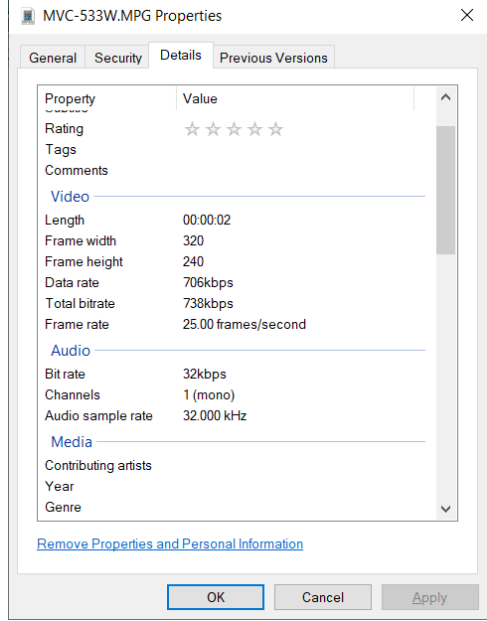 MVC-533W.MPG Properties
General Security Details Previous Versions
Property Value
Rating
Tags
Comments
Video
Length 00:00:02
Frame width 320
Frame height 240
Data rate 706kbps
Total bitrate 738kbps
Frame rate 25.00 frames/second
Audio
Bit rate 32kbps
Channels 1 (mono)
Audio sample rate 32.000 kHz
Media
Contributing artists
Year
Genre
Remove Properties and Personal Information
OK Cancel Apply